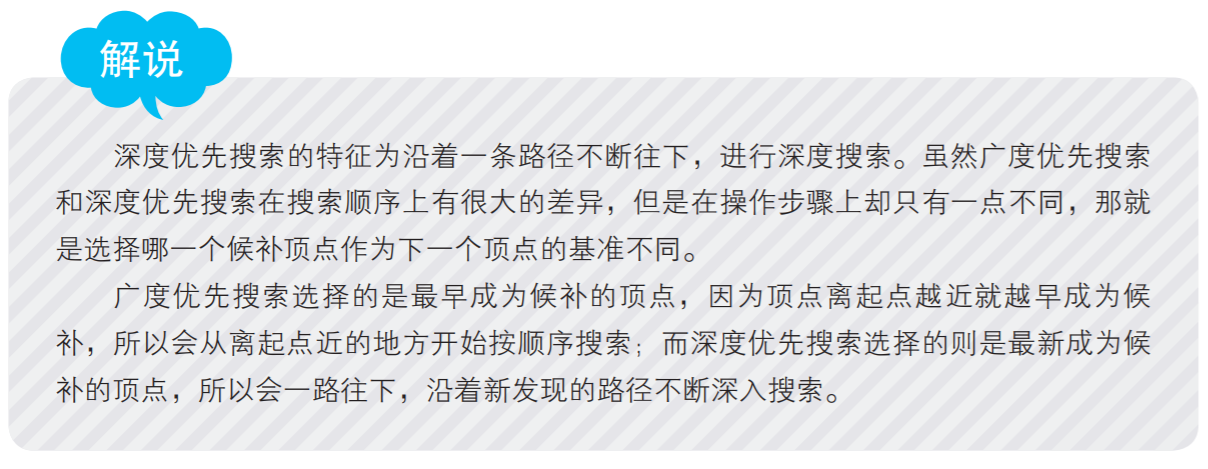 解说
深度优先搜索的特征为沿着一条路径不断往下，进行深度搜索。虽然广度优先搜索
和深度优先搜索在搜索顺序上有很大的差异，但是在操作步骤上却只有一点不同，那就
是选择哪一个候补顶点作为下一个顶点的基准不同。
广度优先搜索选择的是最早成为候补的顶点，因为顶点离起点越近就越早成为候
补，所以会从离起点近的地方开始按顺序搜索；而深度优先搜索选择的则是最新成为候
补的顶点，所以会一路往下，沿着新发现的路径不断深入搜索。